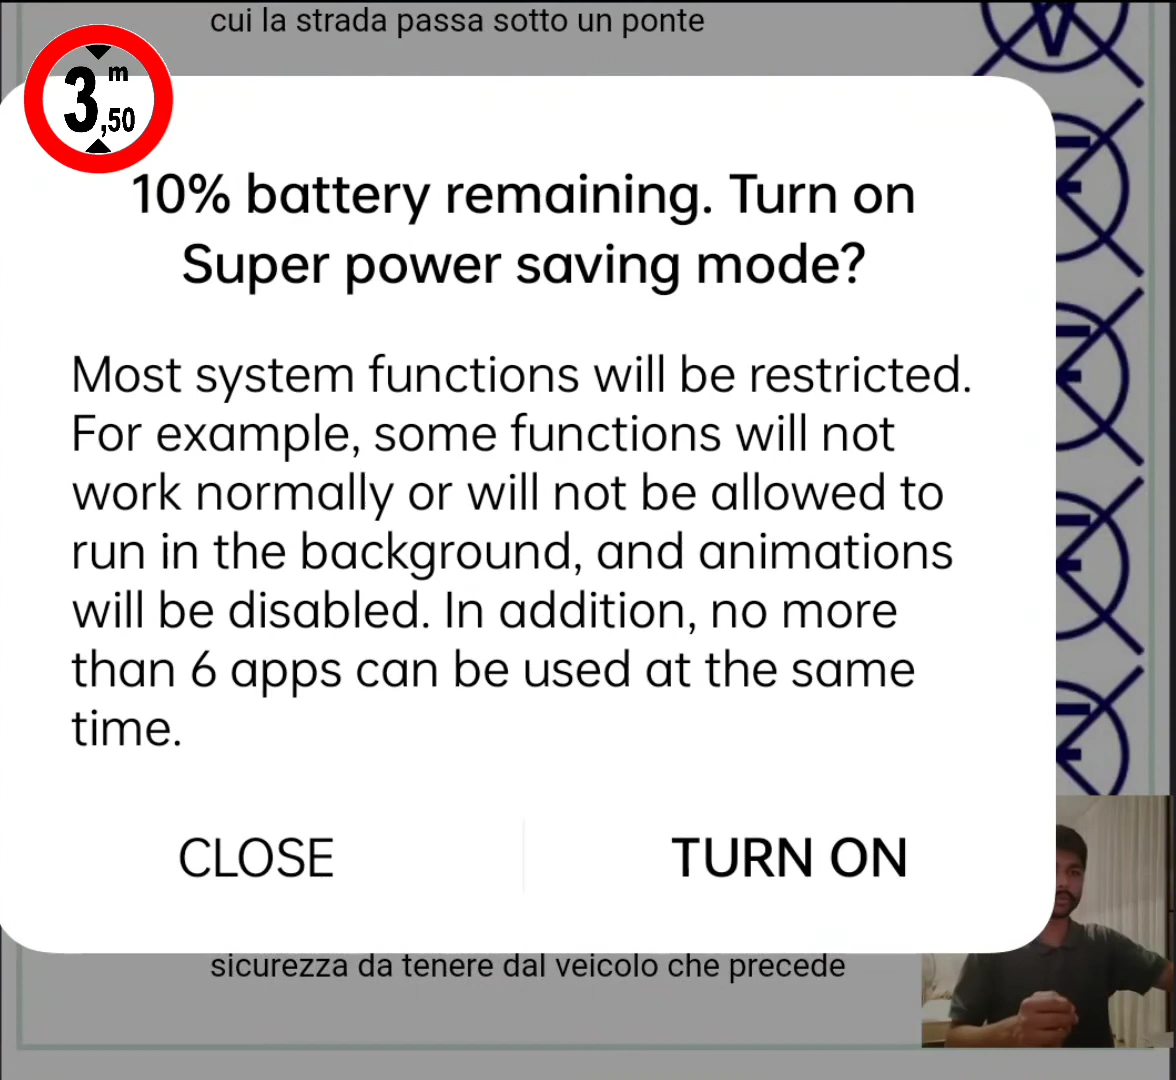 cui la strada passa sotto un ponte
V
3 m
,50
10% battery remaining. Turn on
Super power saving mode?
F
Most system functions will be restricted.
F
For example, some functions will not
work normally or will not be allowed to
run in the background, and animations
F
will be disabled. In addition, no more
than 6 apps can be used at the same
time.
F
CLOSE
TURN ON
sicurezza da tenere dal veicolo che precede